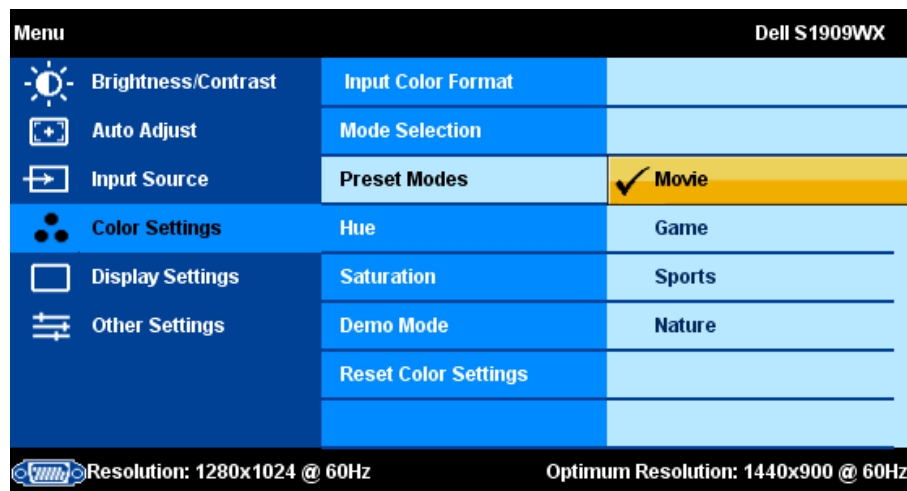 Menu
Dell S1909WX
Brightness/Contrast
Auto Adjust
Input Source
Color Settings
Display Settings
Other Settings
Input Color Format
Mode Selection
Preset Modes
Hue
Saturation
Demo Mode
Reset Color Settings
Movie
Game
Sports
Nature
Resolution: 1280x1024 @ 60Hz
Optimum Resolution: 1440x900 @ 60Hz